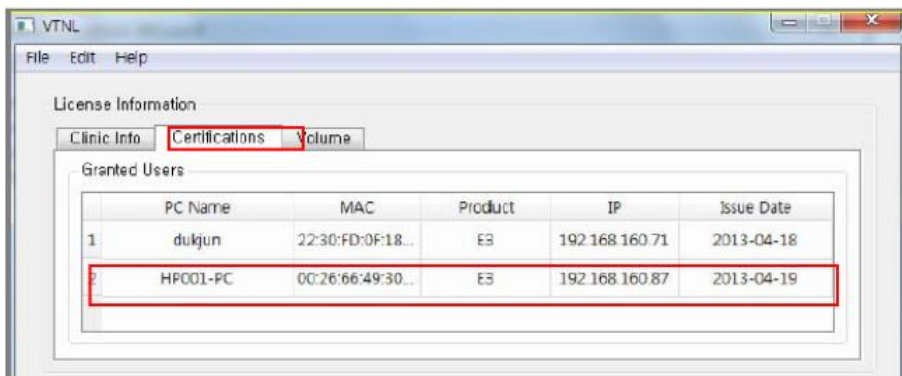 VTNL
File Edit Help
License Information
Clinic Info Certifications Volume
Granted Users
PC Name MAC Product IP Issue Date
1 dukjun 22:30:FD:0F:18... E3 192.168.160.71 2013-04-18
2 HP001-PC 00:26:66:49:30... E3 192.168.160.87 2013-04-19